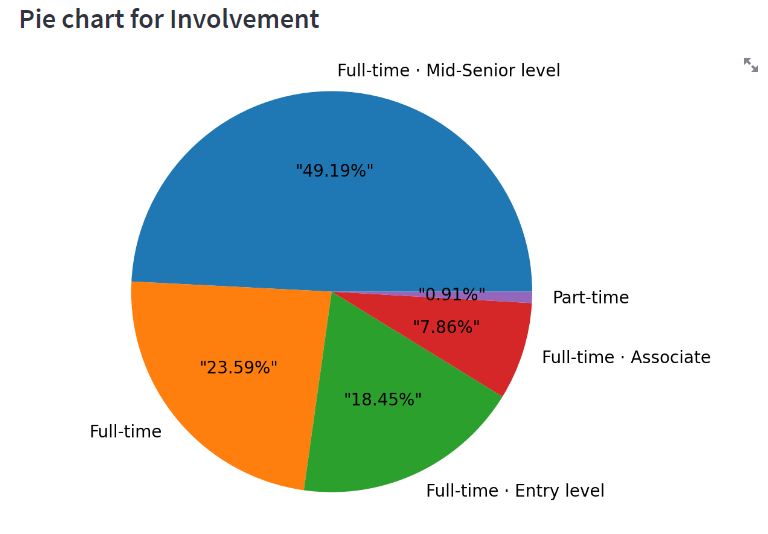 Pie chart for Involvement
Full-time · Mid-Senior level
"49.19%"
"0.91%"
Part-time
"7.86%"
Full-time · Associate
"23.59%"
"18.45%"
Full-time
Full-time · Entry level